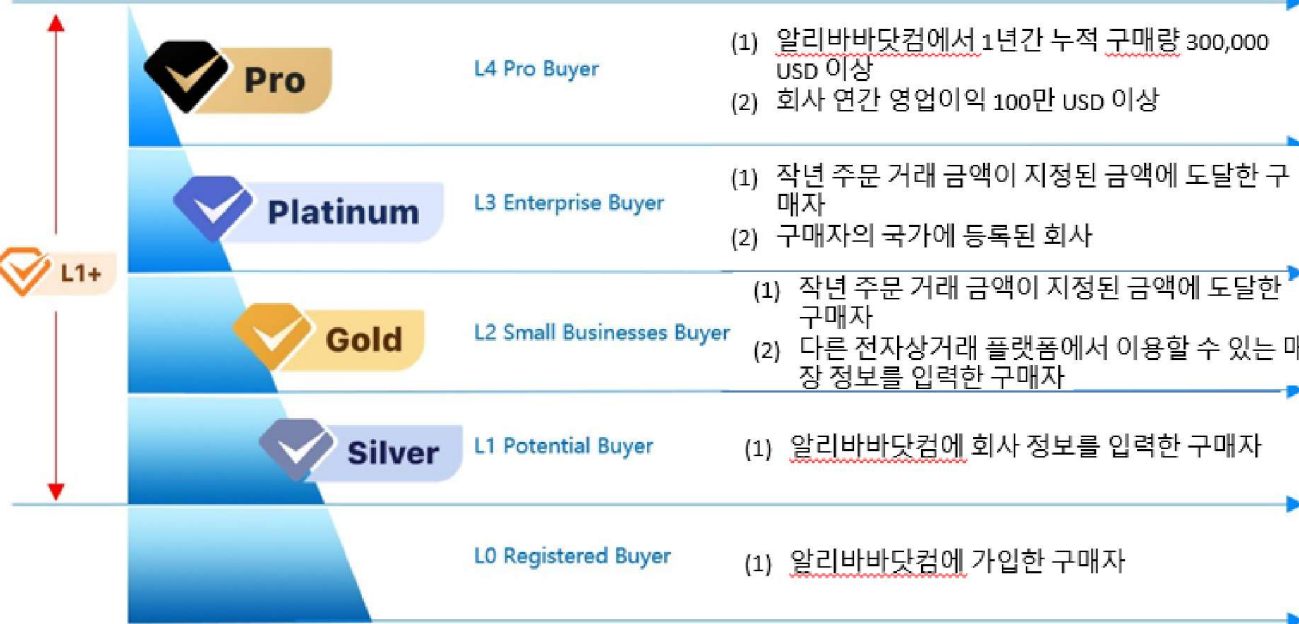 Pro
L4 Pro Buyer
(1) 알리바바닷컴에서 1년간 누적 구매량 300,000
USD 이상
(2) 회사 연간 영업이익 100만 USD 이상
Platinum
L3 Enterprise Buyer
(1) 작년 주문 거래 금액이 지정된 금액에 도달한 구
매자
(2) 구매자의 국가에 등록된 회사
L1+
Gold
L2 Small Businesses Buyer
(1) 작년 주문 거래 금액이 지정된 금액에 도달한
구매자
(2) 다른 전자상거래 플랫폼에서 이용할 수 있는 매
장 정보를 입력한 구매자
Silver
L1 Potential Buyer
(1) 알리바바닷컴에 회사 정보를 입력한 구매자
L0 Registered Buyer
(1) 알리바바닷컴에 가입한 구매자